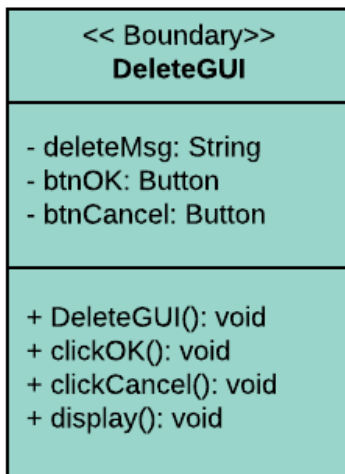 << Boundary>>
DeleteGUI
- deleteMsg: String
- btnOK: Button
- btnCancel: Button
+ DeleteGUI(): void
+ clickOK(): void
+ clickCancel(): void
+ display(): void